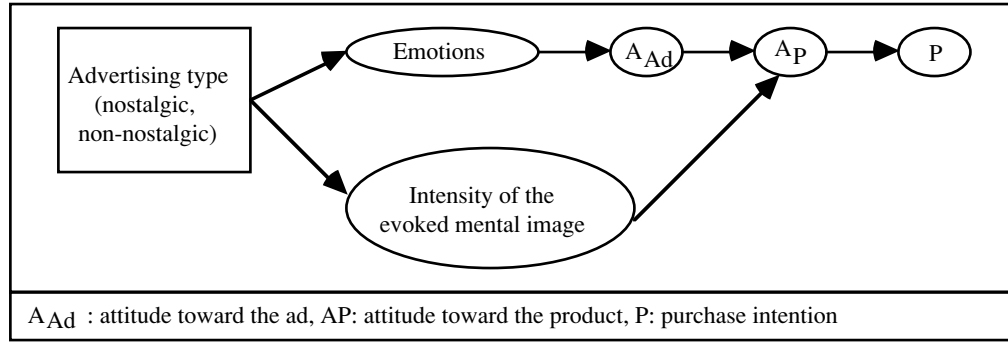 Advertising type
(nostalgic,
non-nostalgic)
Emotions
AAd
AP
P
Intensity of the
evoked mental image
AAd : attitude toward the ad, AP: attitude toward the product, P: purchase intention